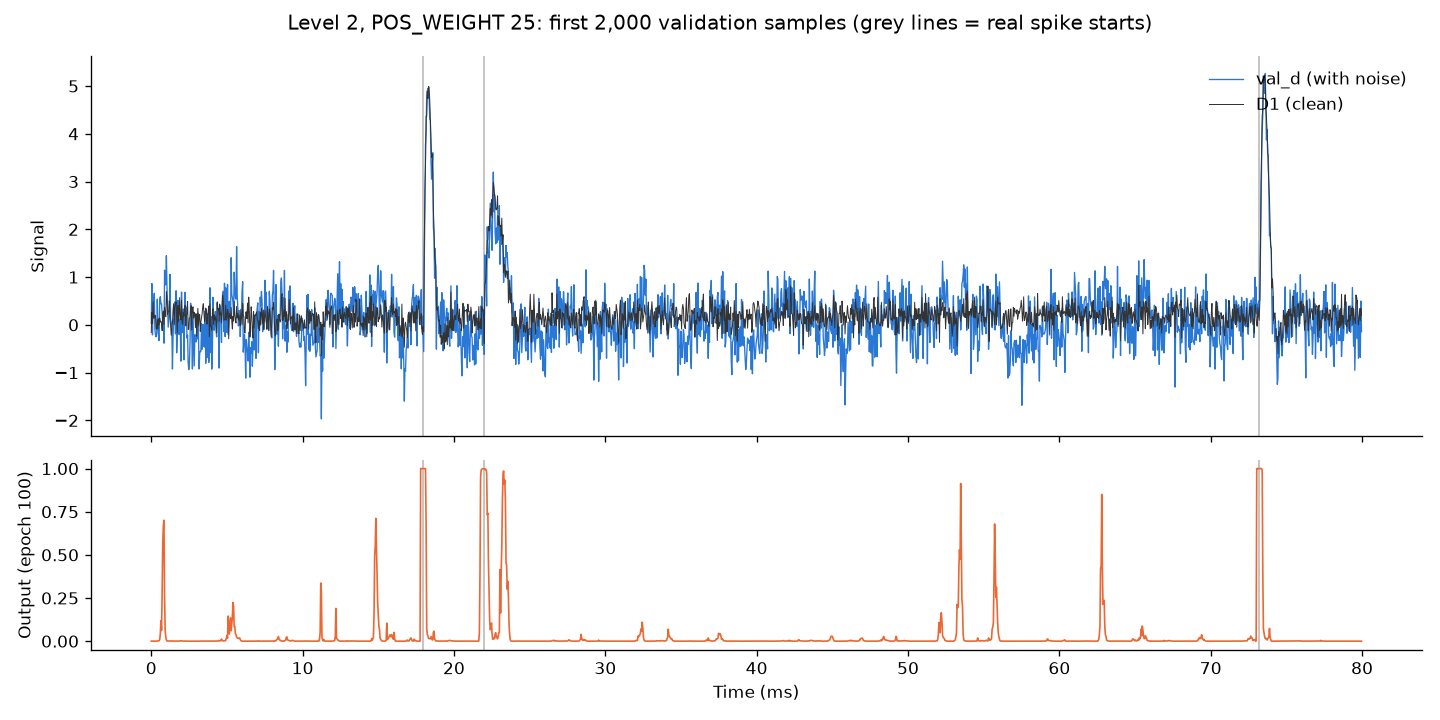 Level 2, POS_WEIGHT 25: first 2,000 validation samples (grey lines = real spike starts)
val_d (with noise)
D1 (clean)
Signal
5
4
3
2
1
0
−1
−2
Output (epoch 100)
1.00
0.75
0.50
0.25
0.00
0 10 20 30 40 50 60 70 80
Time (ms)